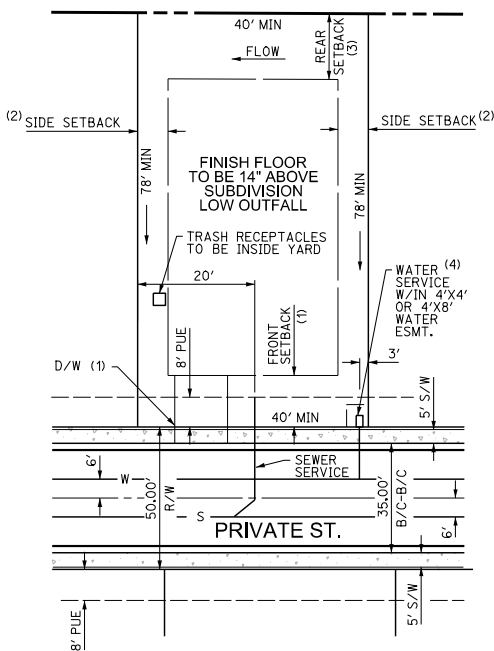 40' MIN
FLOW
REAR
SETBACK
(3)
(2) SIDE SETBACK
SIDE SETBACK (2)
78' MIN
FINISH FLOOR
TO BE 14" ABOVE
SUBDIVISION
LOW OUTFALL
78' MIN
TRASH RECEPTACLES
TO BE INSIDE YARD
20'
WATER (4)
SERVICE
W/IN 4'X4'
OR 4'X8'
WATER
ESMT.
FRONT
SETBACK
(1)
8' PUE
D/W (1)
3'
40' MIN
5' S/W
6'
W
SEWER
SERVICE
50.00'
R/W
35.00'
B/C-B/C
S
PRIVATE ST.
6'
8' PUE
5' S/W